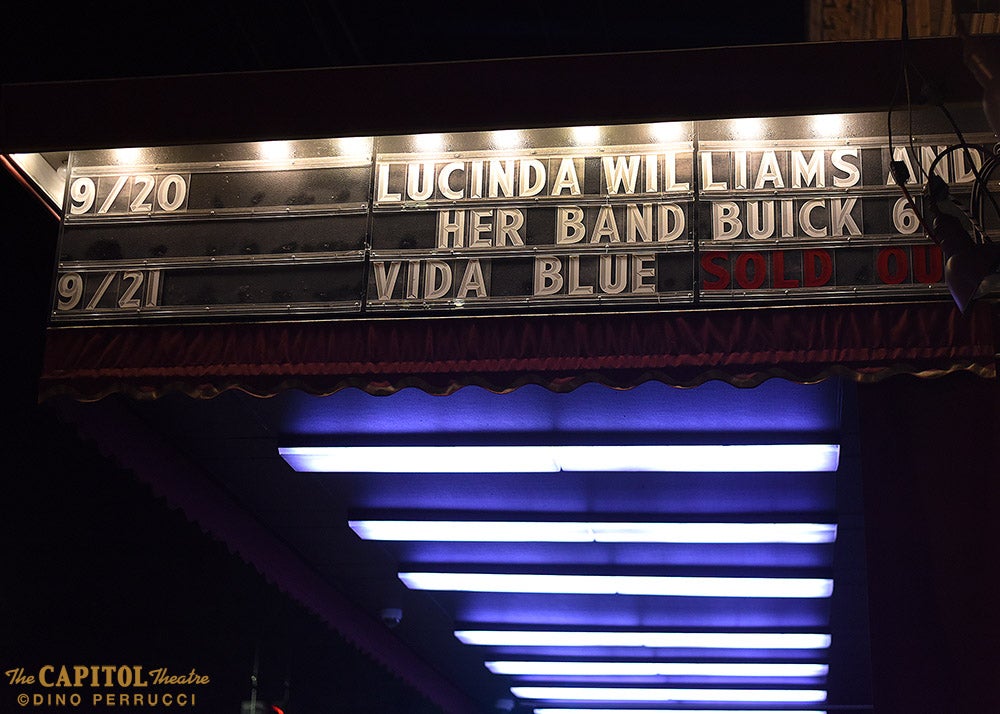 9/20 LUCINDA WILLIAMS AND
HER BAND BUICK 6
9/21 VIDA BLUE SOLD OU
The CAPITOL Theatre
©DINO PERRUCCI